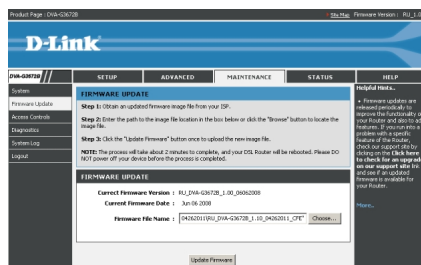 Product Page : DVA-G3672B
Site Map Firmware Version : RU_1.0
D-Link
DVA-G3672B
SETUP
ADVANCED
MAINTENANCE
STATUS
HELP
System
Firmware Update
Access Controls
Diagnostics
System Log
Logout
FIRMWARE UPDATE
Step 1: Obtain an updated firmware image file from your ISP.
Step 2: Enter the path to the image file location in the box below or click the "Browse" button to locate the
image file.
Step 3: Click the "Update Firmware" button once to upload the new image file.
NOTE: The process will take about 2 minutes to complete, and your DSL Router will be rebooted. Please DO
NOT power off your device before the process is completed.
FIRMWARE UPDATE
Currect Firmware Version : RU_DVA-G3672B_1.00_06062008
Current Firmware Date : Jun 06 2008
Firmware File Name : 04262011\RU_DVA-G3672B_1.10_04262011_CFE" Choose...
Update Firmware
Helpful Hints..
• Firmware updates are
released periodically to
improve the functionality o
your Router and also to ad
features. If you run into a
problem with a specific
feature of the Router,
check our support site by
clicking on the Click here
to check for an upgrad
on our support site lin
and see if an updated
firmware is available for
your Router.
More..